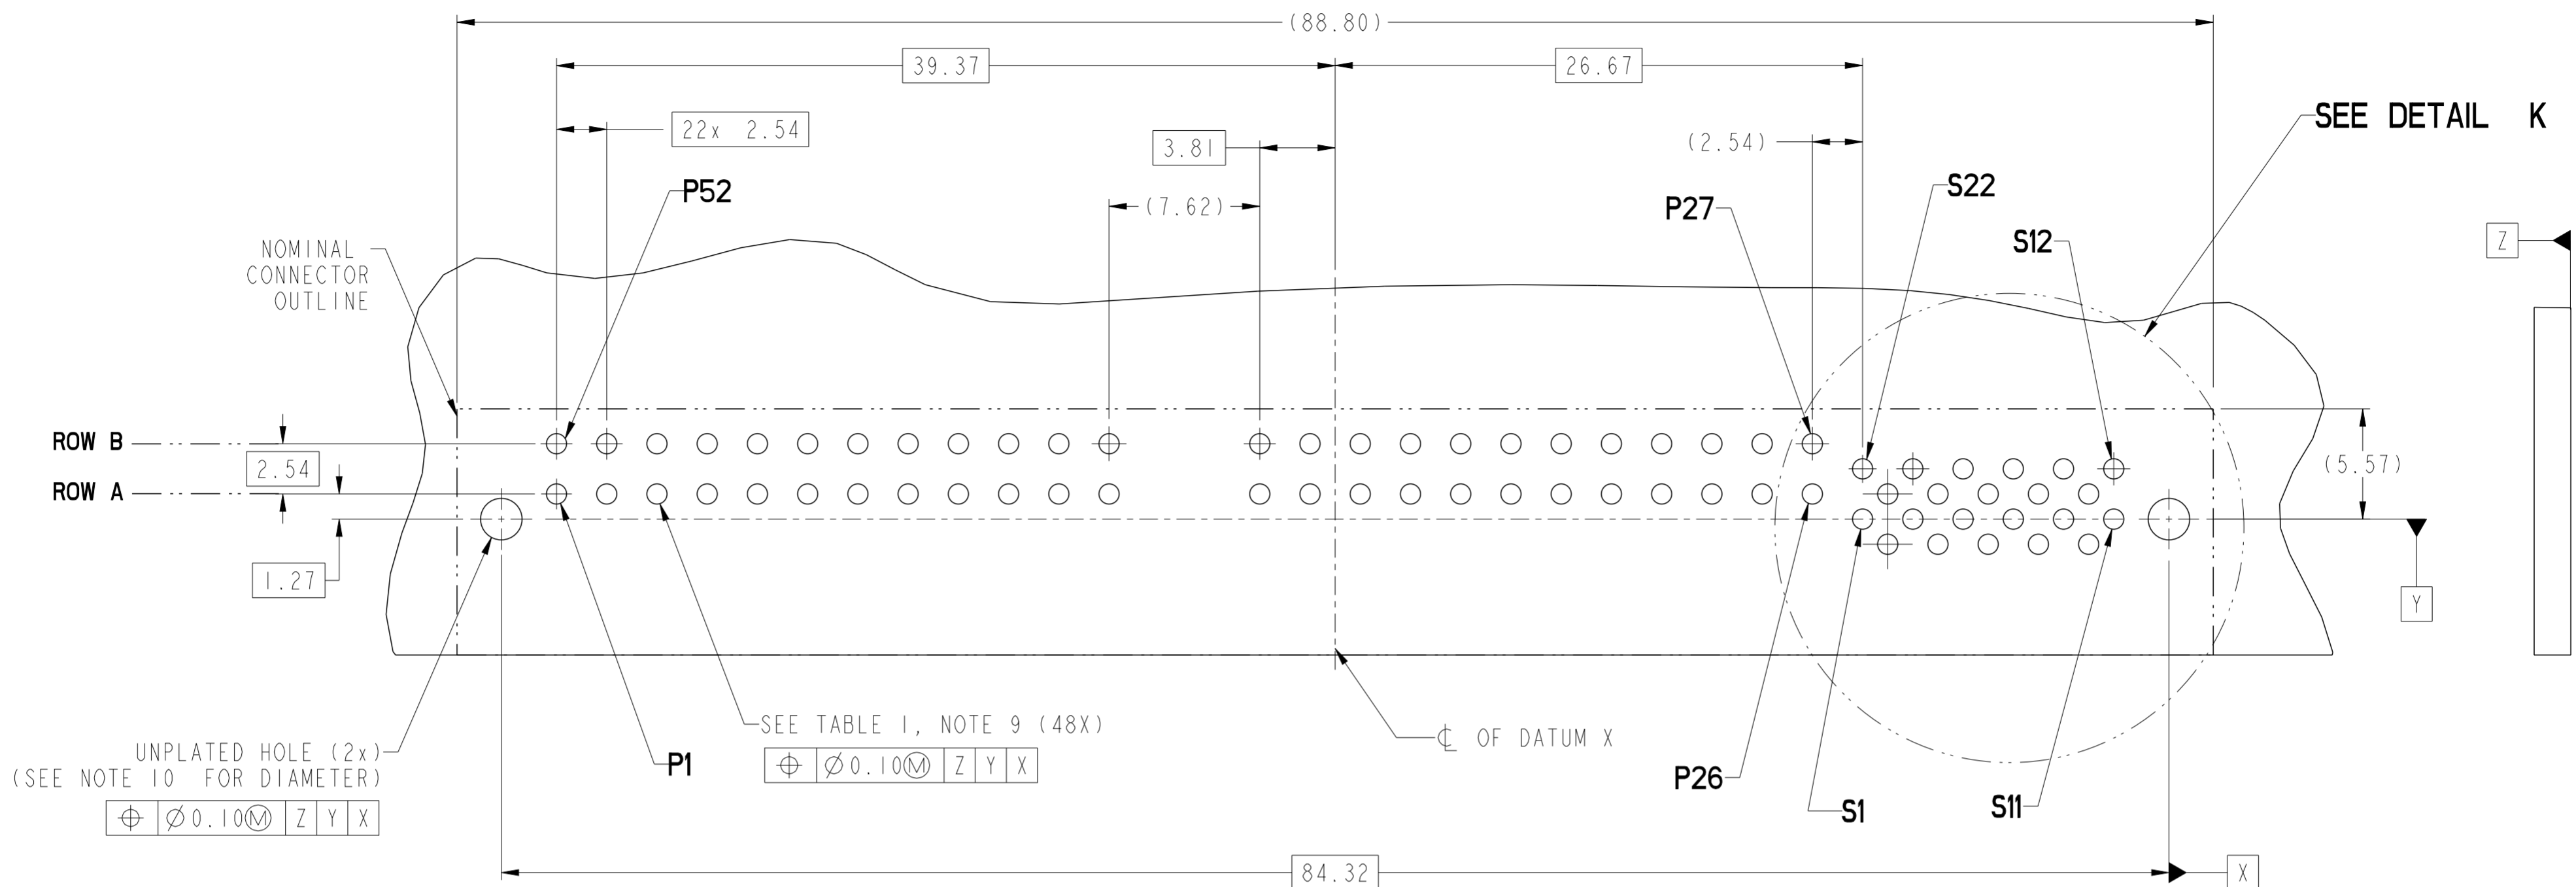 (88.80)
39.37
26.67
SEE DETAIL K
22x 2.54
3.81
(2.54)
P52
S22
(7.62)
P27
S12
Z
NOMINAL
CONNECTOR
OUTLINE
ROW B
2.54
(5.57)
ROW A
1.27
Y
SEE TABLE 1, NOTE 9 (48X)
⌖ ⌀0.10Ⓜ Z Y X
P1
℄ OF DATUM X
UNPLATED HOLE (2x)
(SEE NOTE 10 FOR DIAMETER)
⌖ ⌀0.10Ⓜ Z Y X
P26
S1
S11
84.32
X